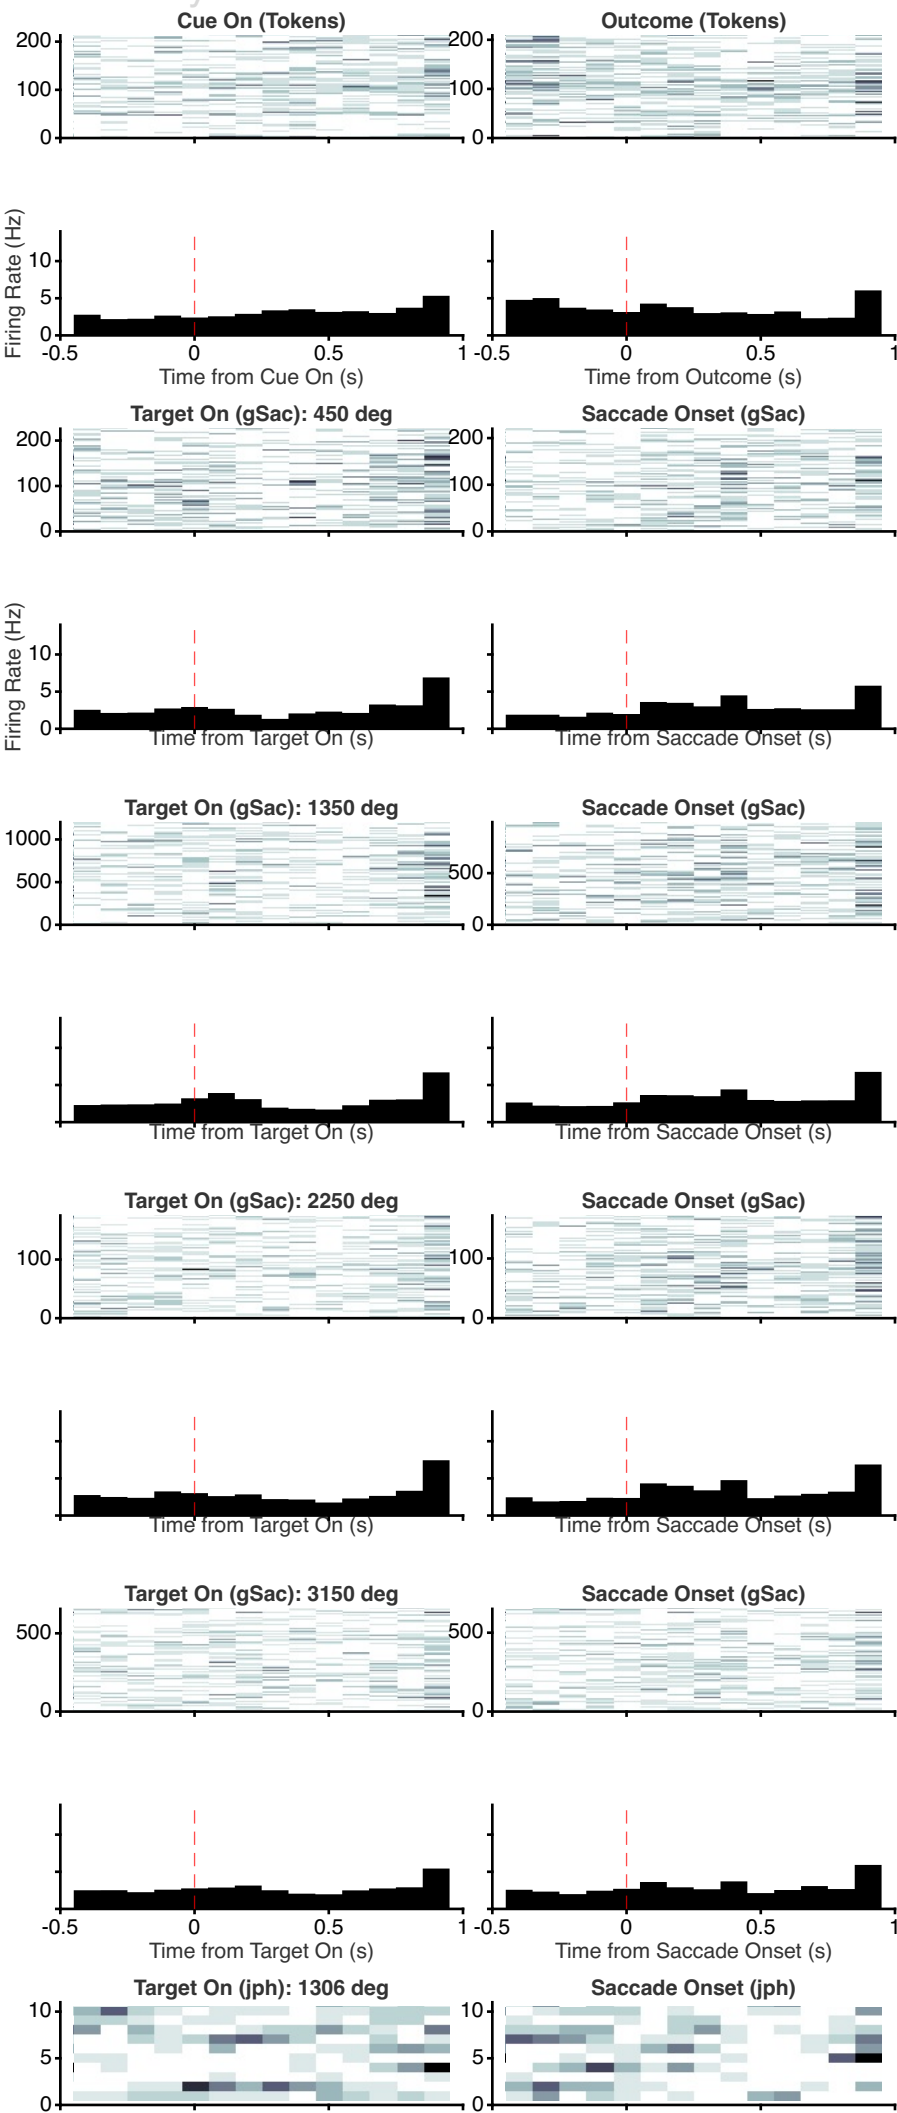 Cue On (Tokens) Outcome (Tokens)
200 200
100 100
0 0
Firing Rate (Hz)
10
5 5
0 0
-0.5 0 0.5 1 -0.5 0 0.5 1
Time from Cue On (s) Time from Outcome (s)
Target On (gSac): 450 deg Saccade Onset (gSac)
200 200
100 100
0 0
Firing Rate (Hz)
10 10
5 5
0 0
Time from Target On (s) Time from Saccade Onset (s)
Target On (gSac): 1350 deg Saccade Onset (gSac)
1000
500 500
0 0
Time from Target On (s) Time from Saccade Onset (s)
Target On (gSac): 2250 deg Saccade Onset (gSac)
100 100
0 0
Time from Target On (s) Time from Saccade Onset (s)
Target On (gSac): 3150 deg Saccade Onset (gSac)
500 500
0 0
-0.5 0 0.5 1 -0.5 0 0.5 1
Time from Target On (s) Time from Saccade Onset (s)
Target On (jph): 1306 deg Saccade Onset (jph)
10 10
5 5
0 0